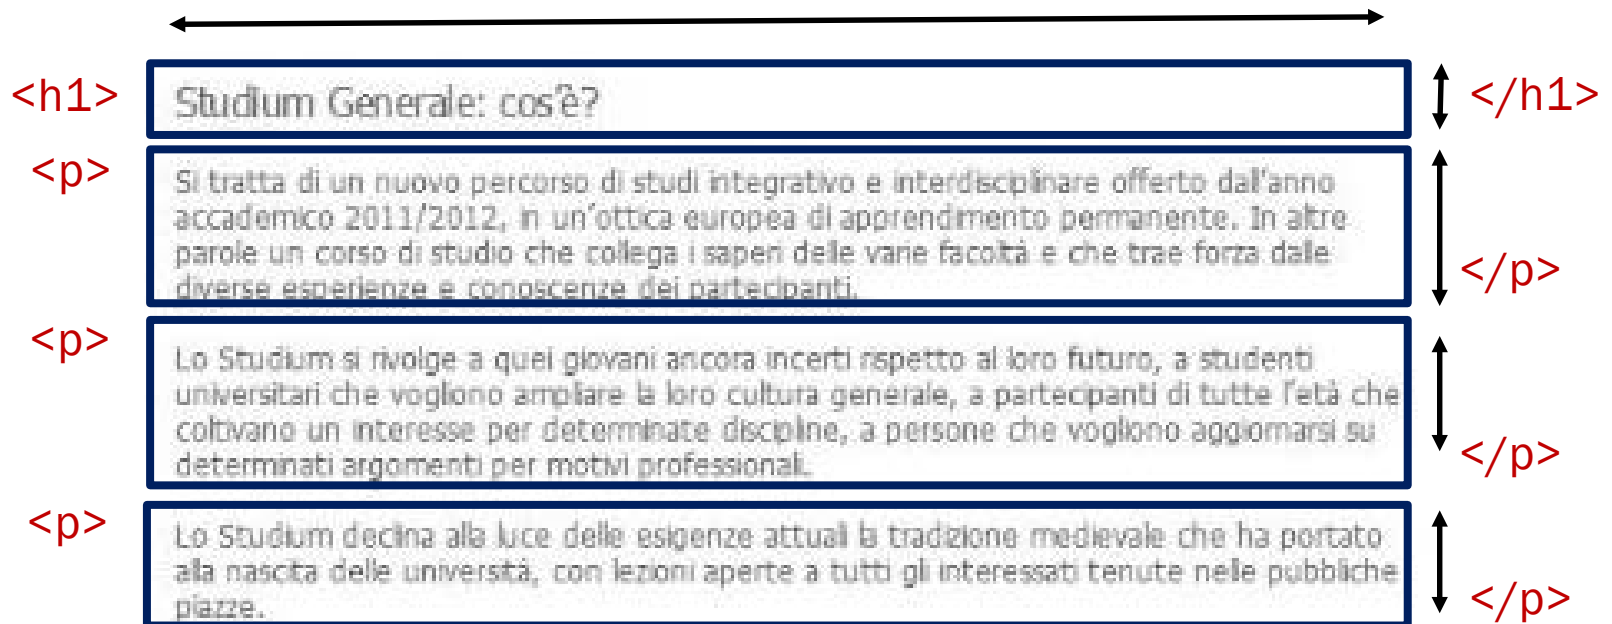 <h1> Studium Generale: cos'è? </h1>
<p>
Si tratta di un nuovo percorso di studi integrativo e interdisciplinare offerto dall'anno
accademico 2011/2012, in un'ottica europea di apprendimento permanente. In altre
parole un corso di studio che collega i saperi delle varie facoltà e che trae forza dalle
diverse esperienze e conoscenze dei partecipanti.
</p>
<p>
Lo Studium si rivolge a quei giovani ancora incerti rispetto al loro futuro, a studenti
universitari che vogliono ampliare la loro cultura generale, a partecipanti di tutte l'età che
coltivano un interesse per determinate discipline, a persone che vogliono aggiornarsi su
determinati argomenti per motivi professionali.
</p>
<p>
Lo Studium declina alla luce delle esigenze attuali la tradizione medievale che ha portato
alla nascita delle università, con lezioni aperte a tutti gli interessati tenute nelle pubbliche
piazze.
</p>